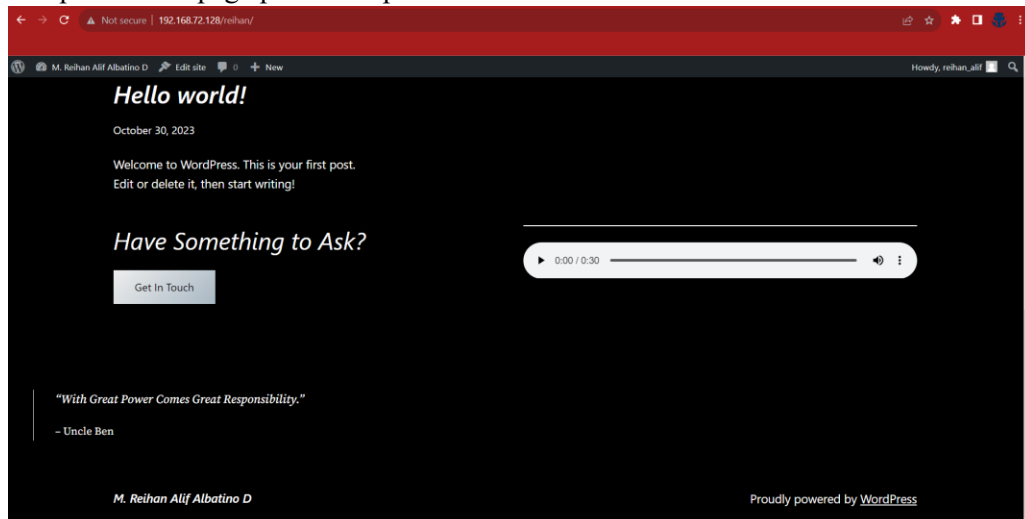 Not secure | 192.168.72.128/reihan/
M. Reihan Alif Albatino D Edit site 0 + New Howdy, reihan_alif
Hello world!
October 30, 2023
Welcome to WordPress. This is your first post.
Edit or delete it, then start writing!
Have Something to Ask?
0:00 / 0:30
Get In Touch
“With Great Power Comes Great Responsibility.”
– Uncle Ben
M. Reihan Alif Albatino D Proudly powered by WordPress